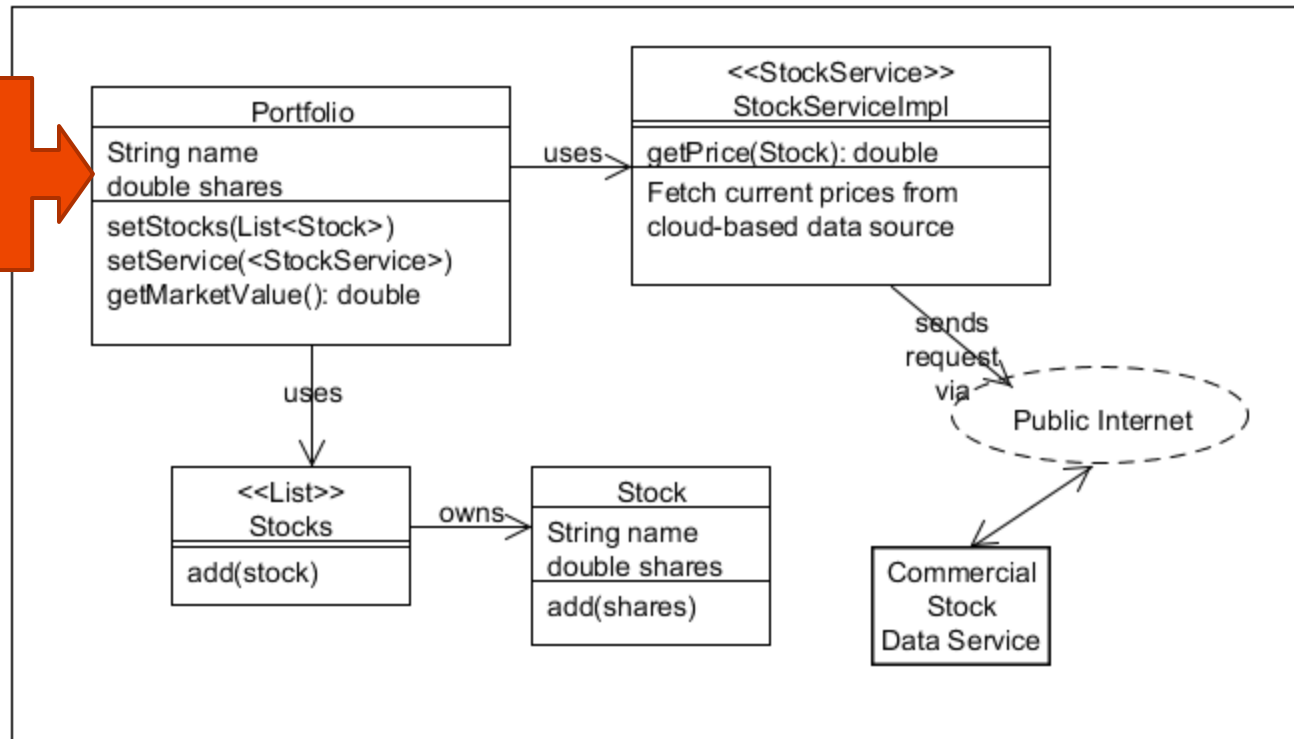 Portfolio
String name
double shares
setStocks(List<Stock>)
setService(<StockService>)
getMarketValue(): double
uses
<<StockService>>
StockServiceImpl
getPrice(Stock): double
Fetch current prices from
cloud-based data source
sends
request
via
Public Internet
uses
<<List>>
Stocks
add(stock)
owns
Stock
String name
double shares
add(shares)
Commercial
Stock
Data Service